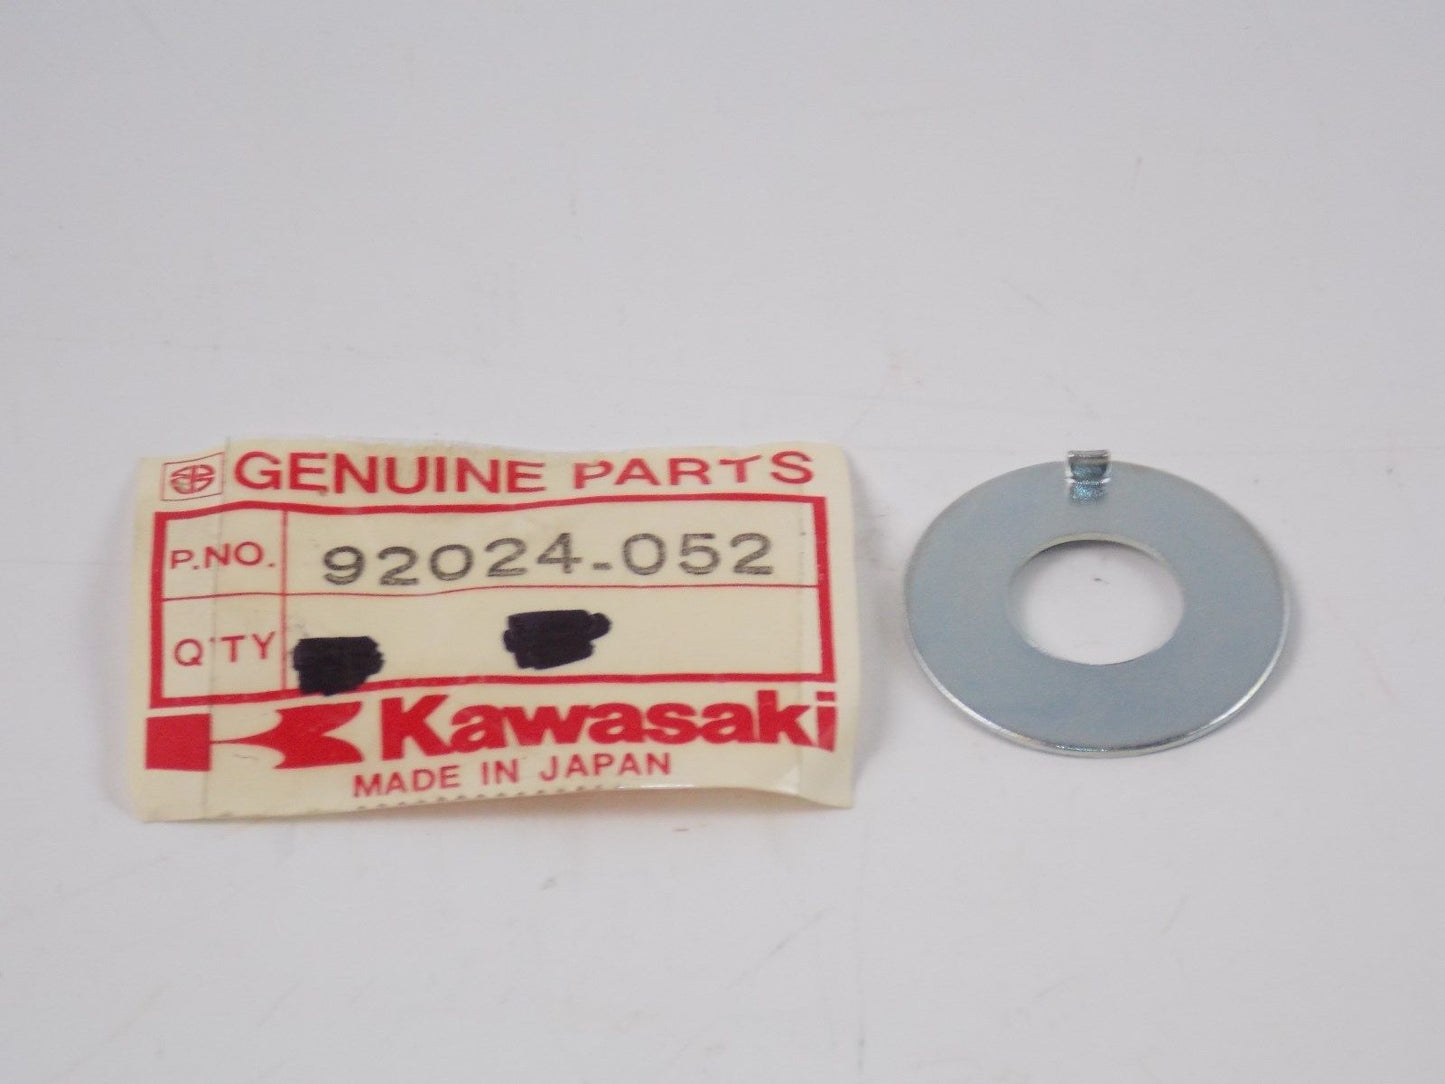 GENUINE PARTS
P.NO. 92024-052
Q'TY
Kawasaki
MADE IN JAPAN